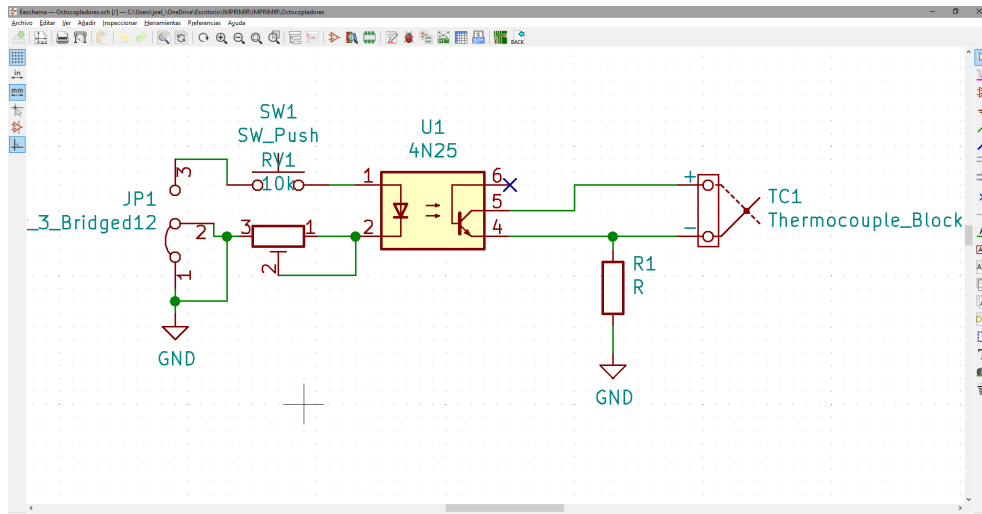 Eeschema — Octocopladores.sch [/] — C:\Users\joel_\OneDrive\Escritorio\IMPRIMIR\IMPRIMIR\Octocopladores
Archivo Editar Ver Añadir Inspeccionar Herramientas Preferencias Ayuda
BACK
in
mm
SW1
SW_Push
RV1
10k
U1
4N25
JP1
_3_Bridged12
3
2
1
3
1
2
1
2
6
5
4
+
−
TC1
Thermocouple_Block
R1
R
GND
GND